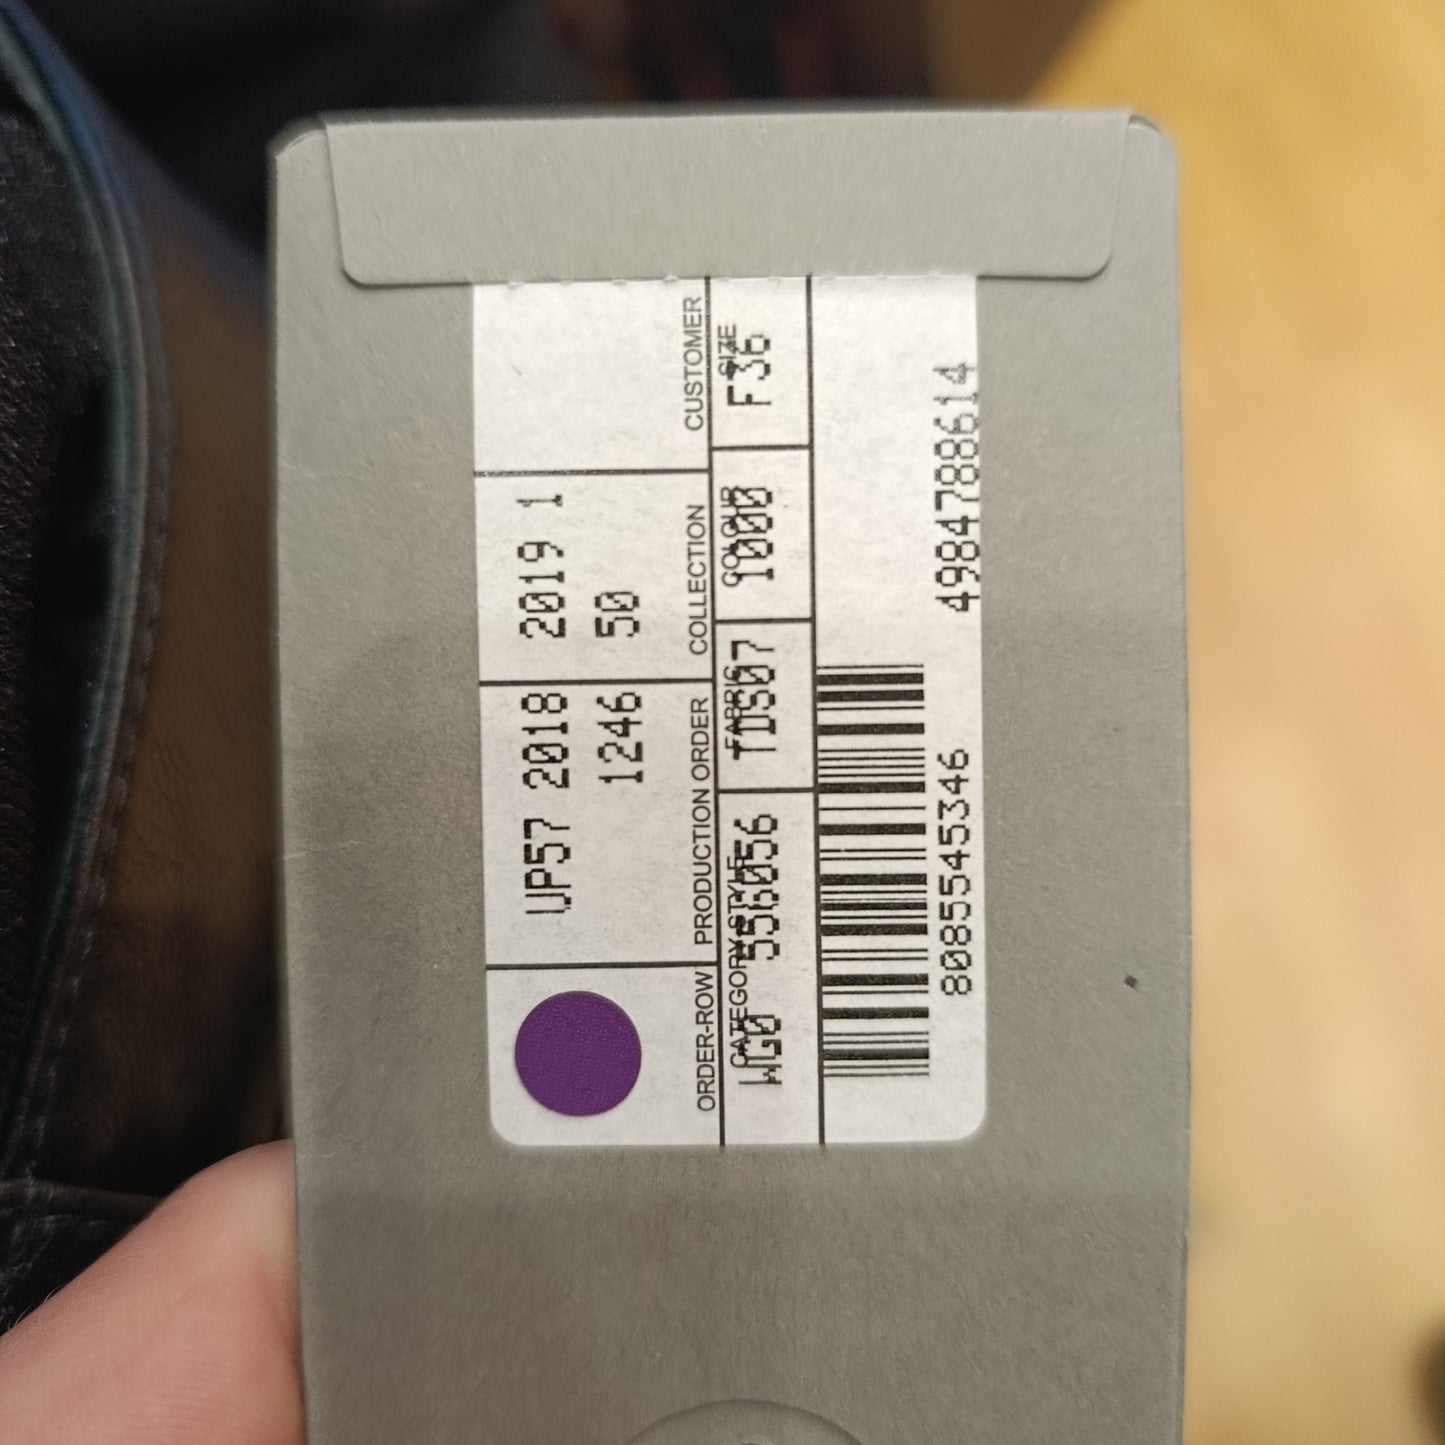 ORDER-ROW
UP57 2018
1246
PRODUCTION ORDER
2019 1
50
COLLECTION
CUSTOMER
CATEGORY-STYLE
WG0 556056
FABRIC
TDS07
COLOUR
1000
SIZE
F36
8085545346
4984788614